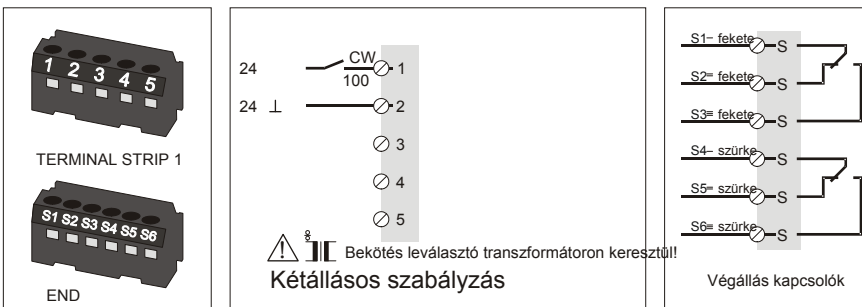 1 2 3 4 5
TERMINAL STRIP 1
S1 S2 S3 S4 S5 S6
END
24 CW 1
100
24 ⊥ 2
3
4
5
Bekötés leválasztó transzformátoron keresztül!
Kétállásos szabályzás
S1– fekete S
S2= fekete S
S3≡ fekete S
S4– szürke S
S5= szürke S
S6≡ szürke S
Végállás kapcsolók